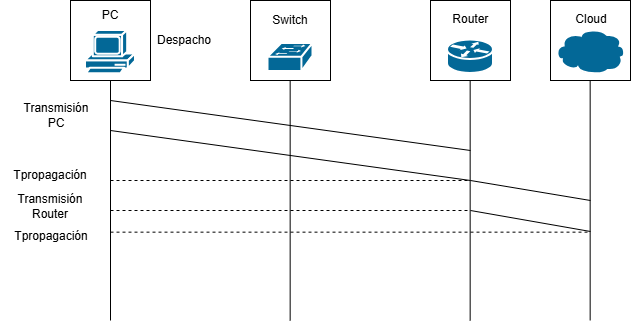 PC
Switch
Router
Cloud
Despacho
Transmisión
PC
Tpropagación
Transmisión
Router
Tpropagación